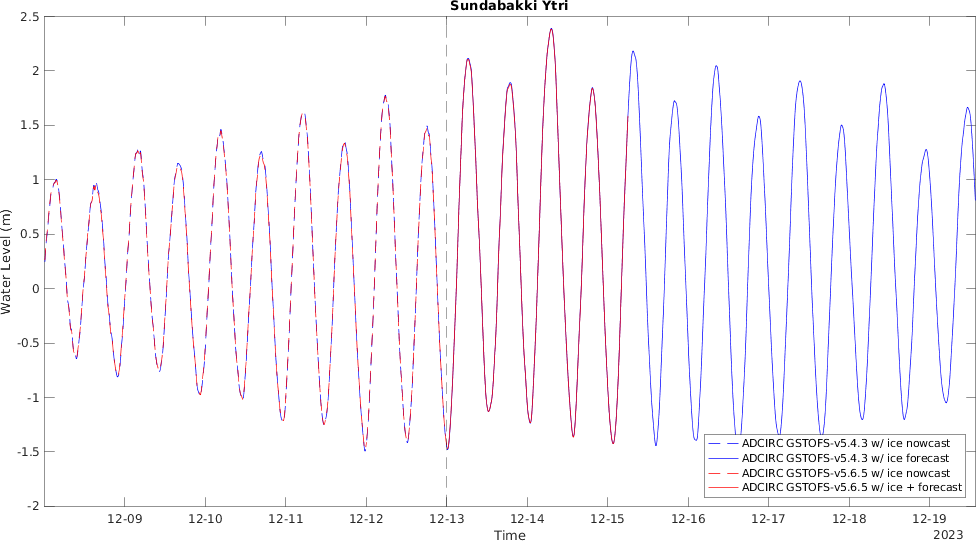 Sundabakki Ytri
2.5
2
1.5
1
0.5
0
-0.5
-1
-1.5
-2
Water Level (m)
ADCIRC GSTOFS-v5.4.3 w/ ice nowcast
ADCIRC GSTOFS-v5.4.3 w/ ice forecast
ADCIRC GSTOFS-v5.6.5 w/ ice nowcast
ADCIRC GSTOFS-v5.6.5 w/ ice + forecast
12-09 12-10 12-11 12-12 12-13 12-14 12-15 12-16 12-17 12-18 12-19
Time
2023